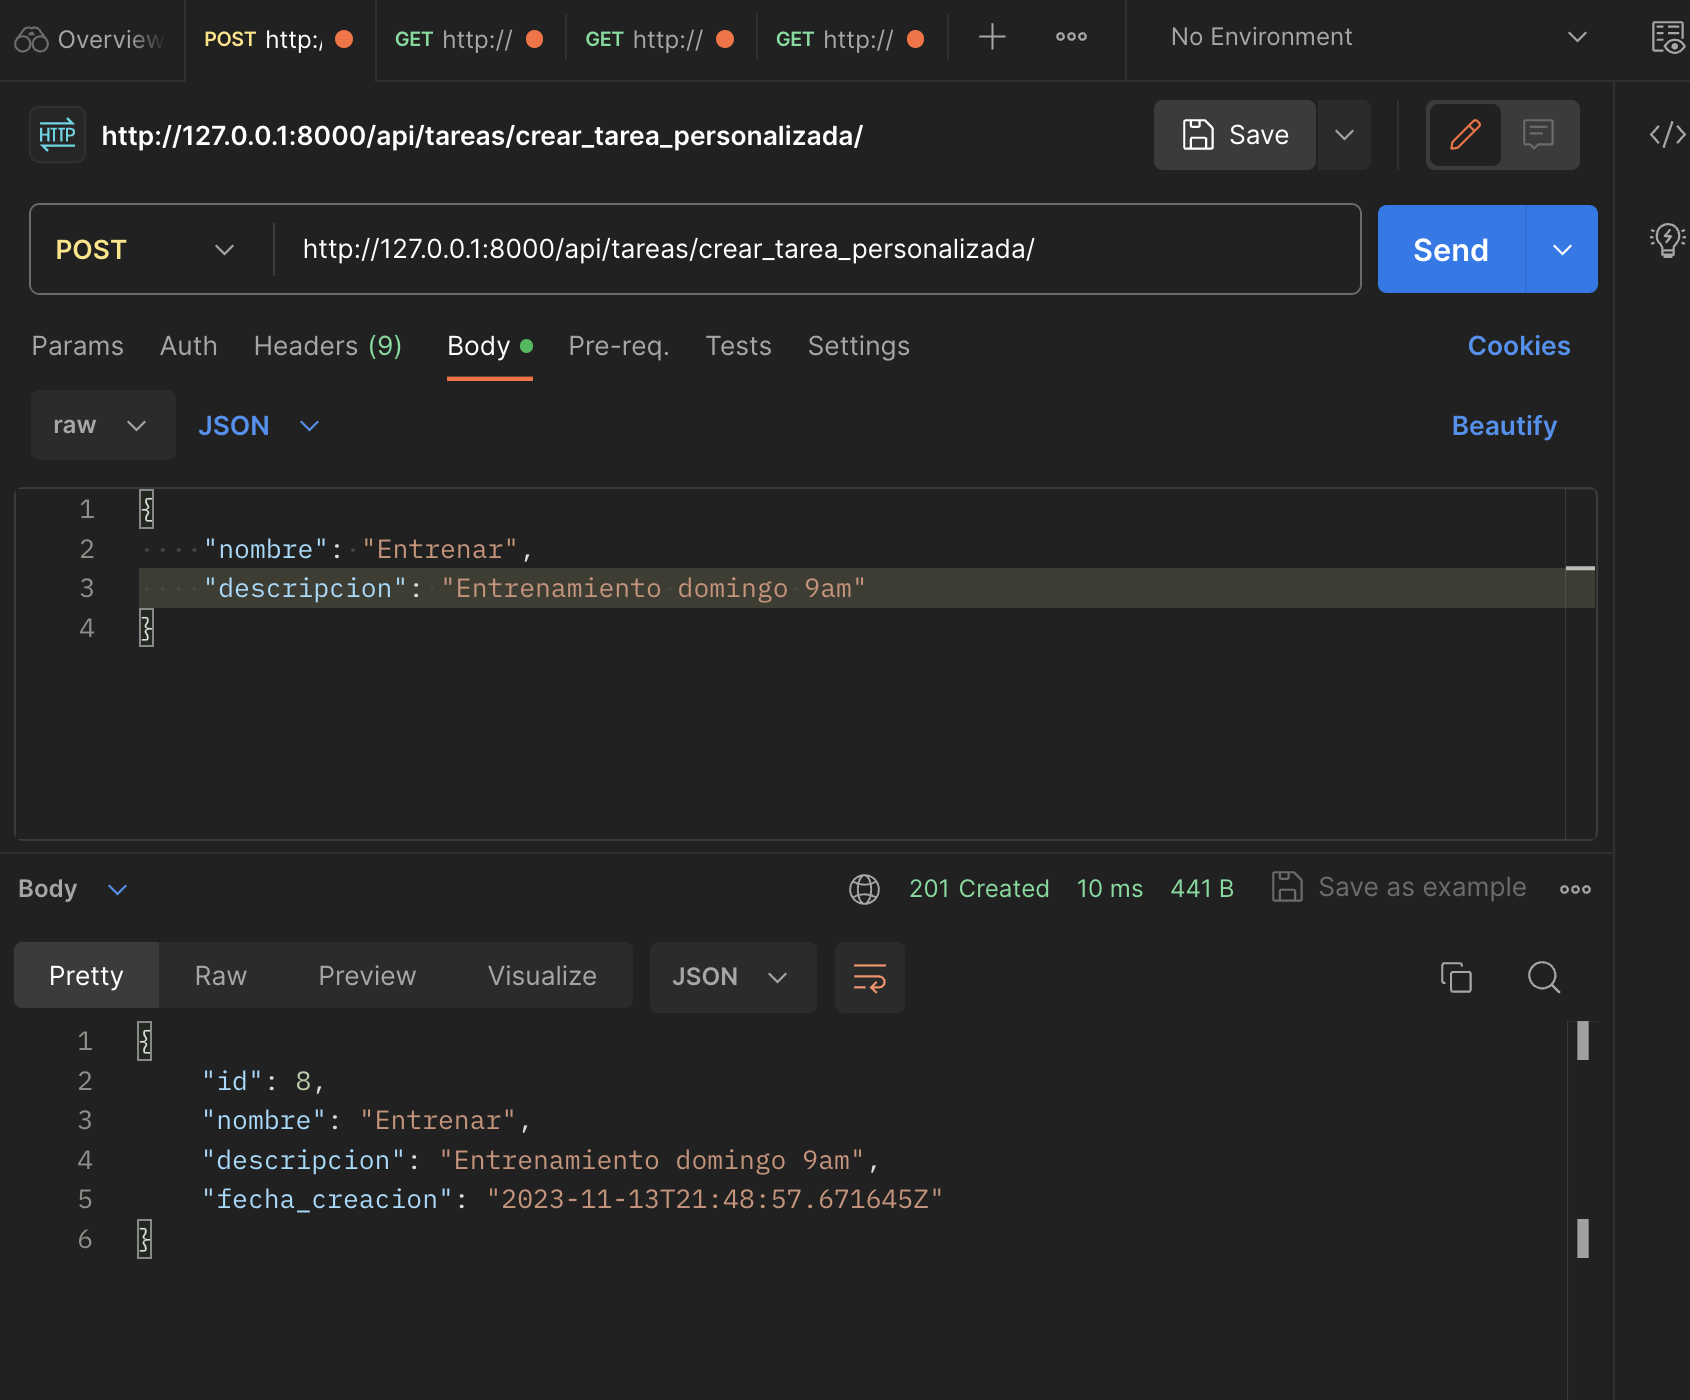 Overview
POST http:/
GET http://
GET http://
GET http://
No Environment
HTTP
http://127.0.0.1:8000/api/tareas/crear_tarea_personalizada/
Save
POST
http://127.0.0.1:8000/api/tareas/crear_tarea_personalizada/
Send
Params
Auth
Headers (9)
Body
Pre-req.
Tests
Settings
Cookies
raw
JSON
Beautify
1 {
2 "nombre": "Entrenar",
3 "descripcion": "Entrenamiento domingo 9am"
4 }
Body
201 Created
10 ms
441 B
Save as example
Pretty
Raw
Preview
Visualize
JSON
1 {
2 "id": 8,
3 "nombre": "Entrenar",
4 "descripcion": "Entrenamiento domingo 9am",
5 "fecha_creacion": "2023-11-13T21:48:57.671645Z"
6 }